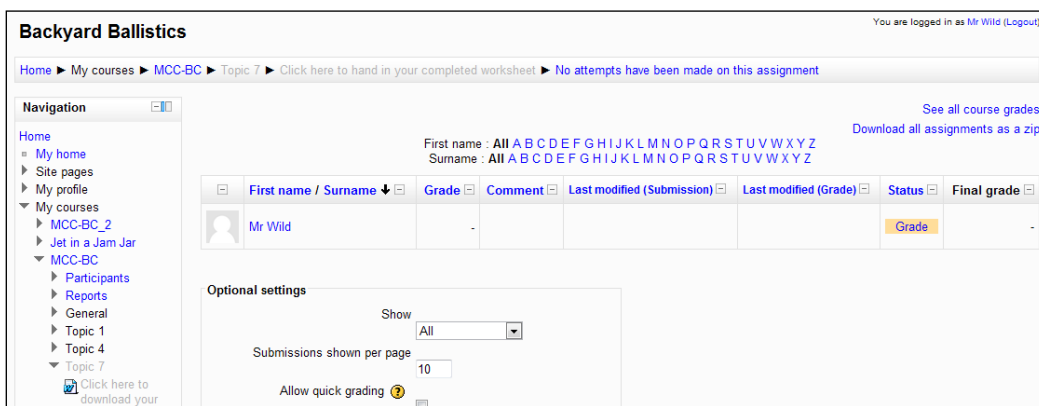 Backyard Ballistics
You are logged in as Mr Wild (Logout)
Home ► My courses ► MCC-BC ► Topic 7 ► Click here to hand in your completed worksheet ► No attempts have been made on this assignment
Navigation
Home
My home
Site pages
My profile
My courses
MCC-BC_2
Jet in a Jam Jar
MCC-BC
Participants
Reports
General
Topic 1
Topic 4
Topic 7
Click here to
download your
See all course grades
Download all assignments as a zip
First name : All A B C D E F G H I J K L M N O P Q R S T U V W X Y Z
Surname : All A B C D E F G H I J K L M N O P Q R S T U V W X Y Z
First name / Surname ↓ Grade Comment Last modified (Submission) Last modified (Grade) Status Final grade
Mr Wild - Grade -
Optional settings
Show All
Submissions shown per page 10
Allow quick grading ?